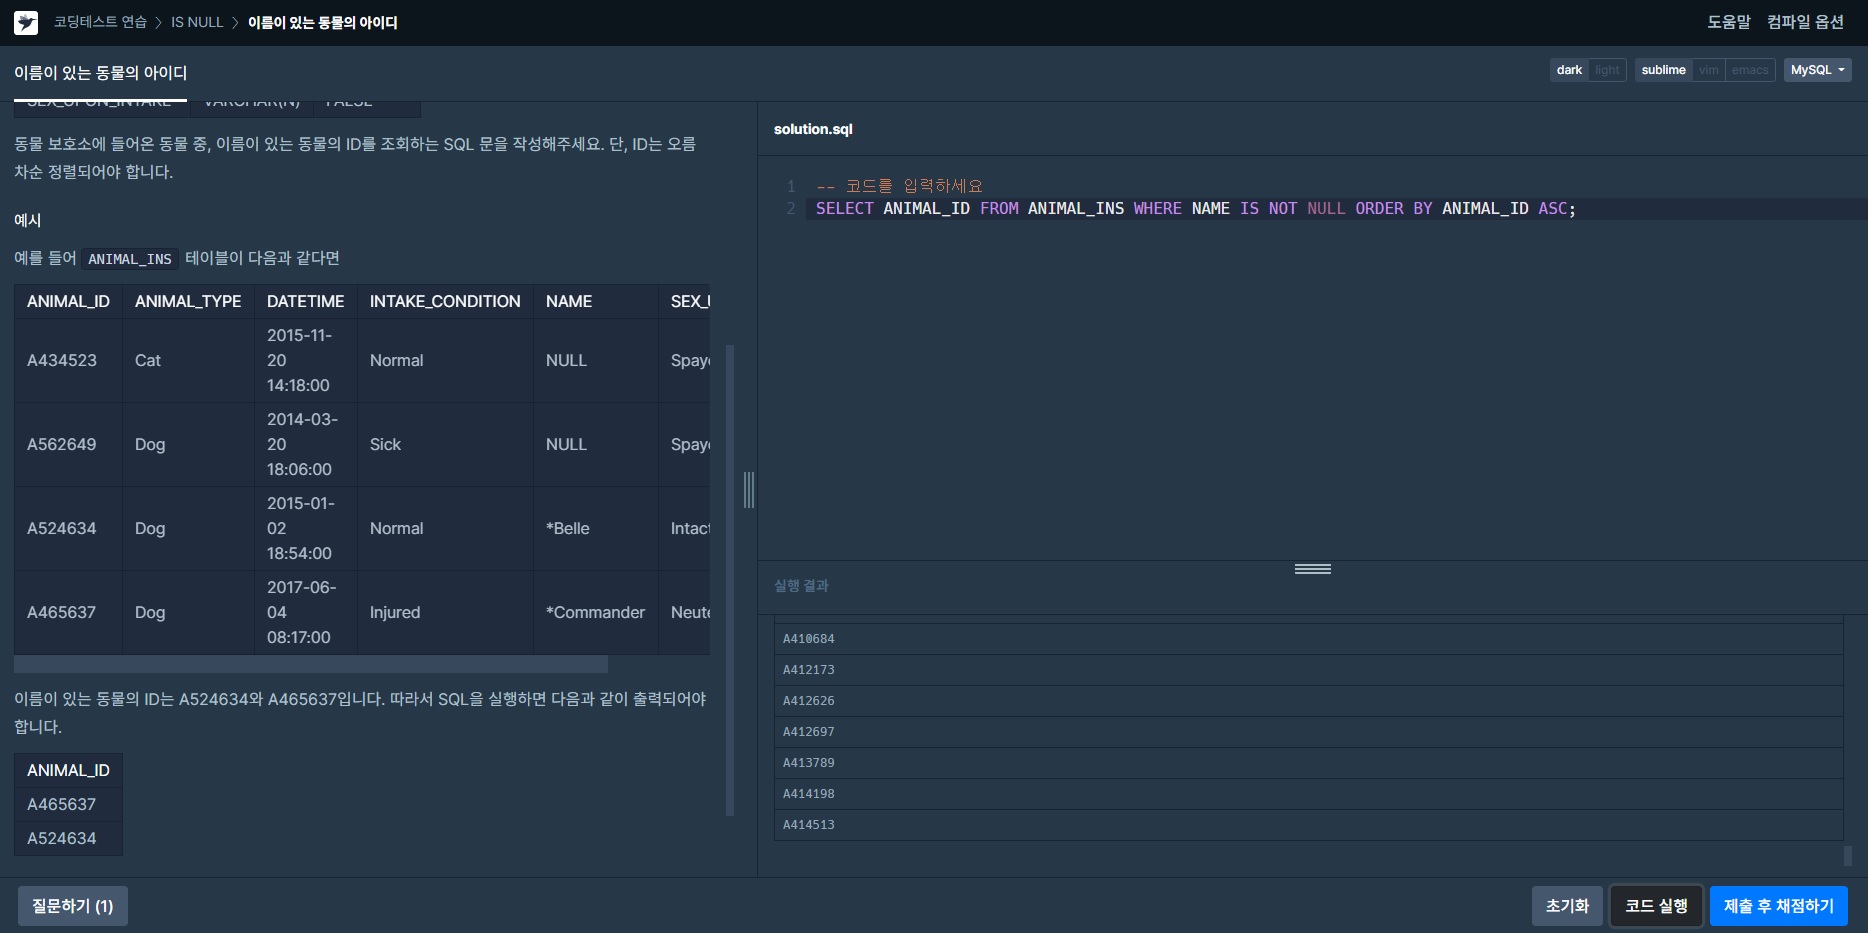 코딩테스트 연습 > IS NULL > 이름이 있는 동물의 아이디
도움말 컴파일 옵션
이름이 있는 동물의 아이디
dark light sublime vim emacs MySQL
SEX_UPON_INTAKE VARCHAR(N) FALSE
동물 보호소에 들어온 동물 중, 이름이 있는 동물의 ID를 조회하는 SQL 문을 작성해주세요. 단, ID는 오름
차순 정렬되어야 합니다.
예시
예를 들어 ANIMAL_INS 테이블이 다음과 같다면
ANIMAL_ID ANIMAL_TYPE DATETIME INTAKE_CONDITION NAME SEX_U
A434523 Cat 2015-11-
20
14:18:00 Normal NULL Spaye
A562649 Dog 2014-03-
20
18:06:00 Sick NULL Spaye
A524634 Dog 2015-01-
02
18:54:00 Normal *Belle Intact
A465637 Dog 2017-06-
04
08:17:00 Injured *Commander Neute
이름이 있는 동물의 ID는 A524634와 A465637입니다. 따라서 SQL을 실행하면 다음과 같이 출력되어야
합니다.
ANIMAL_ID
A465637
A524634
solution.sql
1 -- 코드를 입력하세요
2 SELECT ANIMAL_ID FROM ANIMAL_INS WHERE NAME IS NOT NULL ORDER BY ANIMAL_ID ASC;
실행 결과
A410684
A412173
A412626
A412697
A413789
A414198
A414513
질문하기 (1)
초기화 코드 실행 제출 후 채점하기